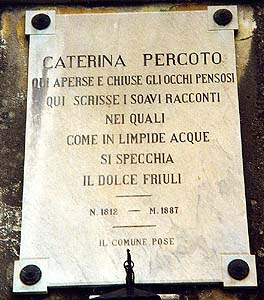 CATERINA PERCOTO
QUI APERSE E CHIUSE GLI OCCHI PENSOSI
QUI SCRISSE I SOAVI RACCONTI
NEI QUALI
COME IN LIMPIDE ACQUE
SI SPECCHIA
IL DOLCE FRIULI
N. 1812 — M. 1887
IL COMUNE POSE